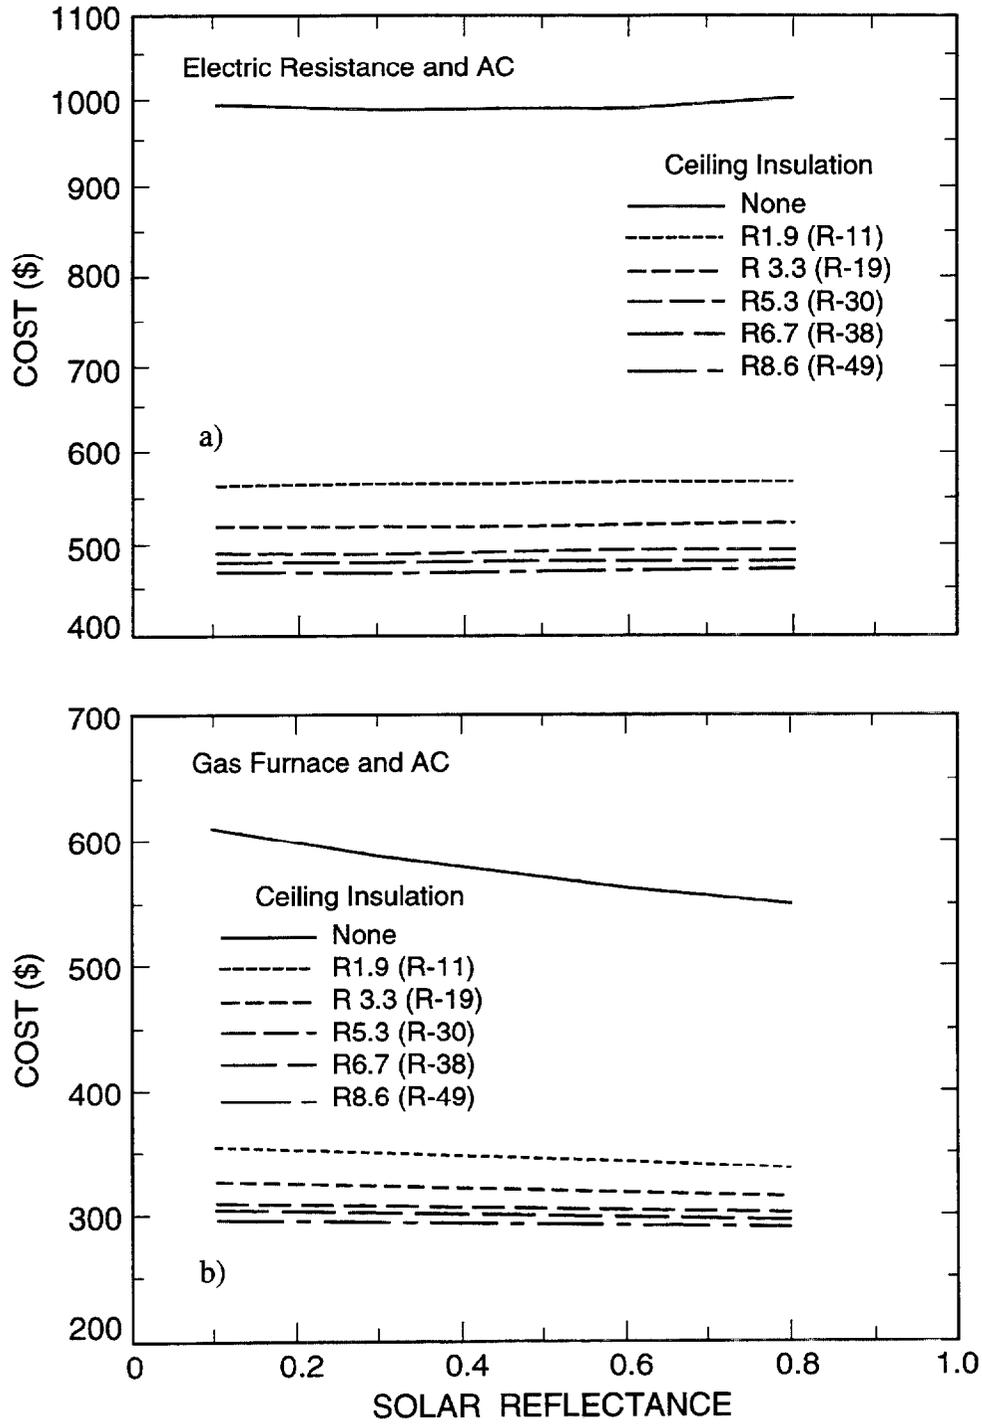 1100
Electric Resistance and AC
1000
Ceiling Insulation
900
None
R1.9 (R-11)
800
R 3.3 (R-19)
R5.3 (R-30)
R6.7 (R-38)
700
R8.6 (R-49)
COST ($)
a)
600
500
400
700
Gas Furnace and AC
600
Ceiling Insulation
None
500
R1.9 (R-11)
R 3.3 (R-19)
R5.3 (R-30)
R6.7 (R-38)
400
R8.6 (R-49)
COST ($)
300
b)
200
0 0.2 0.4 0.6 0.8 1.0
SOLAR REFLECTANCE